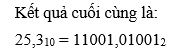 Kết quả cuối cùng là:
25,3₁₀ = 11001,01001₂